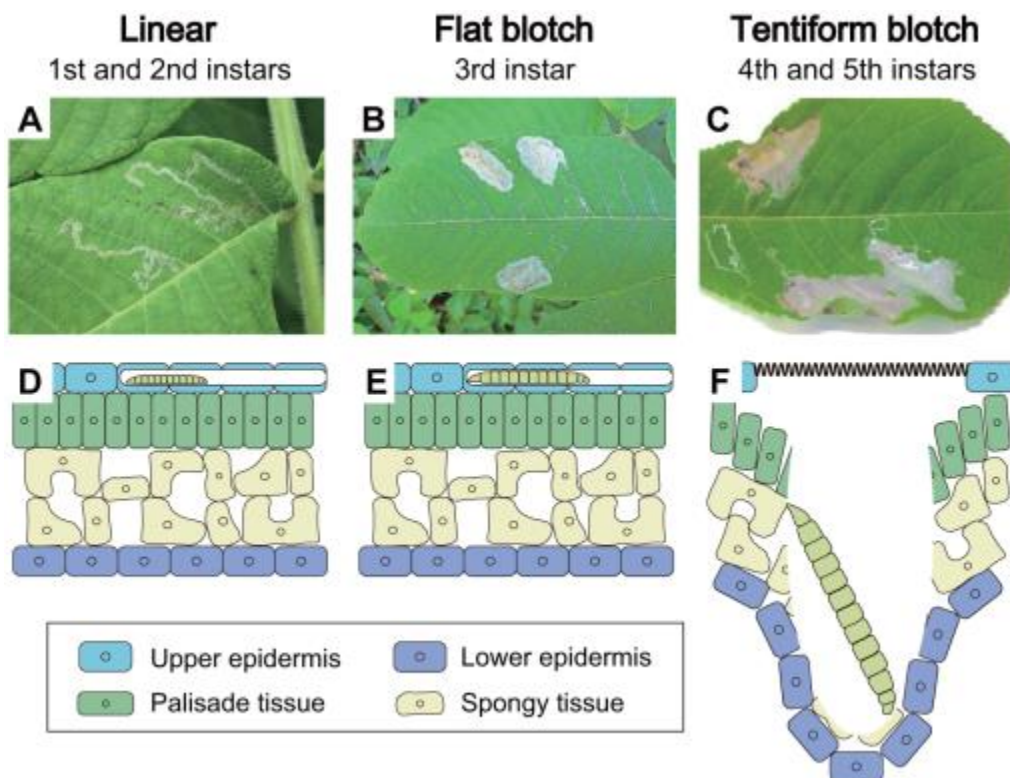 Linear
1st and 2nd instars
Flat blotch
3rd instar
Tentiform blotch
4th and 5th instars
A
B
C
D
E
F
Upper epidermis
Lower epidermis
Palisade tissue
Spongy tissue